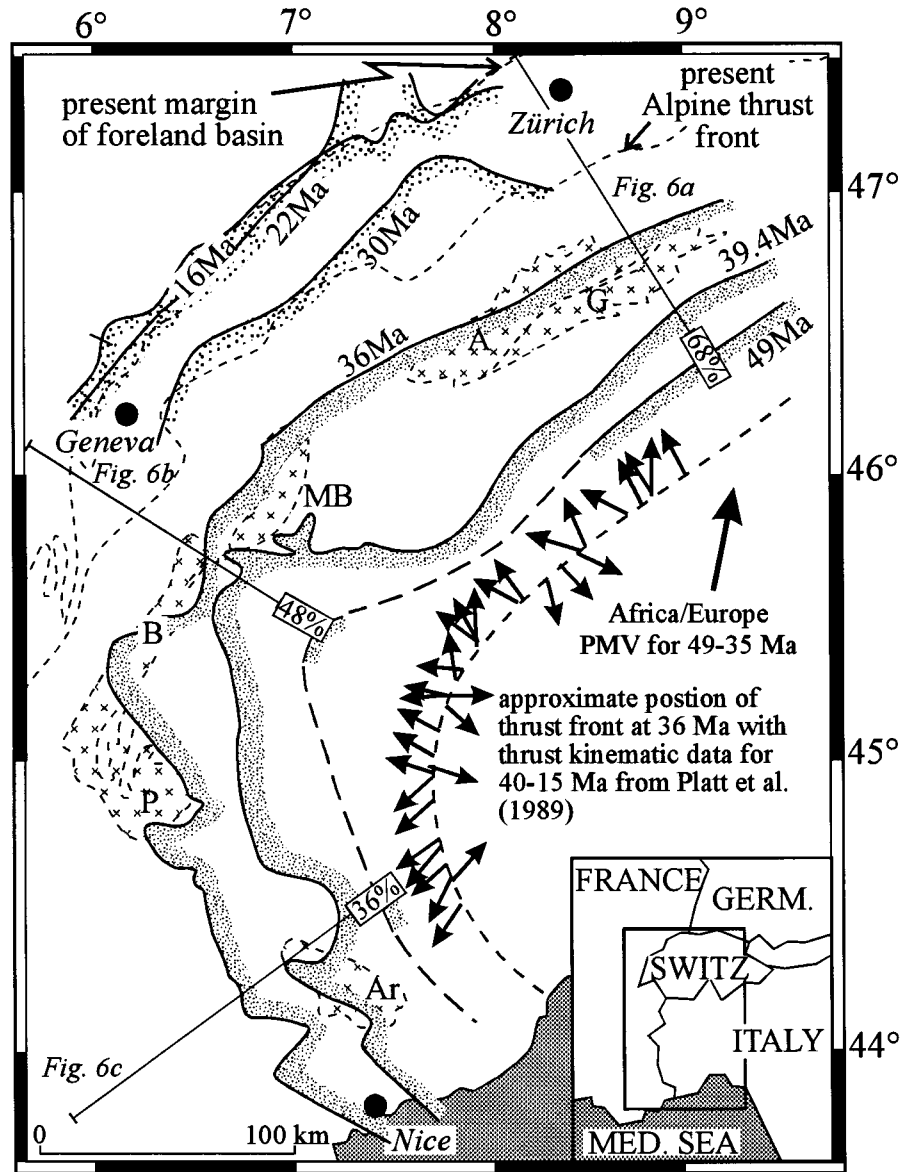 6° 7° 8° 9°
present margin
of foreland basin
Zürich
present
Alpine thrust
front
47°
Fig. 6a
16Ma
22Ma
30Ma
39.4Ma
36Ma
G
A
68%
49Ma
Geneva
Fig. 6b
46°
MB
48%
B
Africa/Europe
PMV for 49-35 Ma
approximate postion of
thrust front at 36 Ma with
thrust kinematic data for
40-15 Ma from Platt et al.
(1989)
45°
P
36%
Ar
FRANCE
GERM.
SWITZ
ITALY
MED. SEA
44°
Fig. 6c
0 100 km
Nice